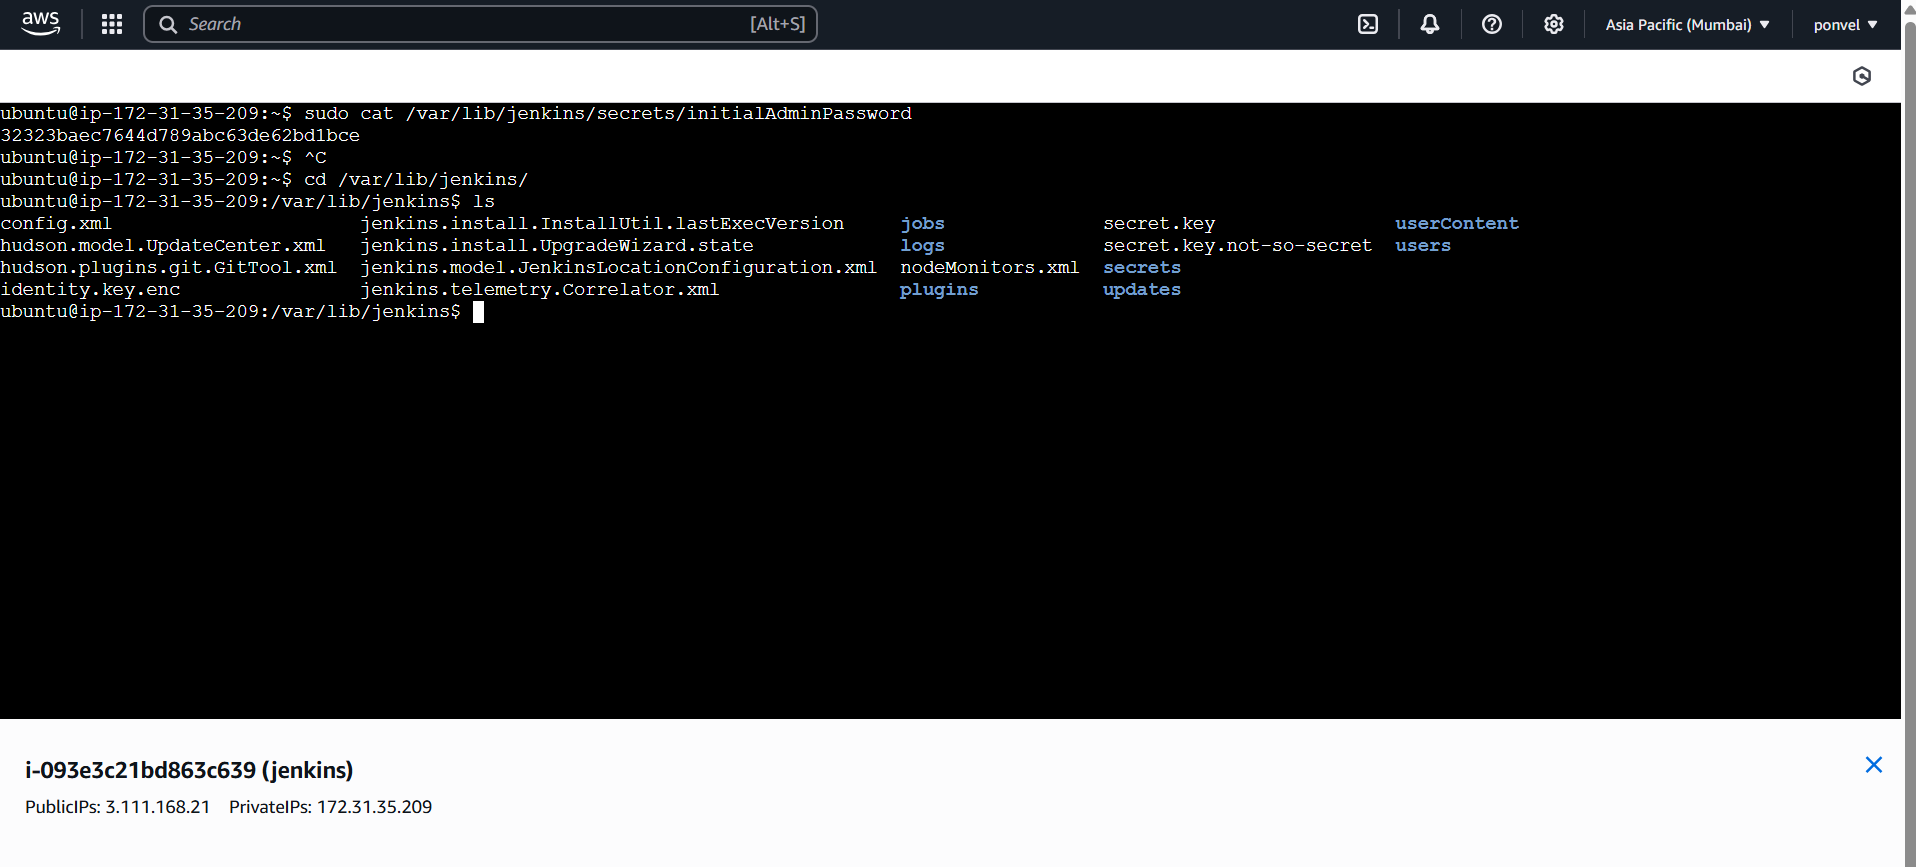 aws
Search [Alt+S] Asia Pacific (Mumbai) ponvel
ubuntu@ip-172-31-35-209:~$ sudo cat /var/lib/jenkins/secrets/initialAdminPassword
32323baec7644d789abc63de62bd1bce
ubuntu@ip-172-31-35-209:~$ ^C
ubuntu@ip-172-31-35-209:~$ cd /var/lib/jenkins/
ubuntu@ip-172-31-35-209:/var/lib/jenkins$ ls
config.xml jenkins.install.InstallUtil.lastExecVersion jobs secret.key userContent
hudson.model.UpdateCenter.xml jenkins.install.UpgradeWizard.state logs secret.key.not-so-secret users
hudson.plugins.git.GitTool.xml jenkins.model.JenkinsLocationConfiguration.xml nodeMonitors.xml secrets
identity.key.enc jenkins.telemetry.Correlator.xml plugins updates
ubuntu@ip-172-31-35-209:/var/lib/jenkins$
i-093e3c21bd863c639 (jenkins)
PublicIPs: 3.111.168.21 PrivateIPs: 172.31.35.209